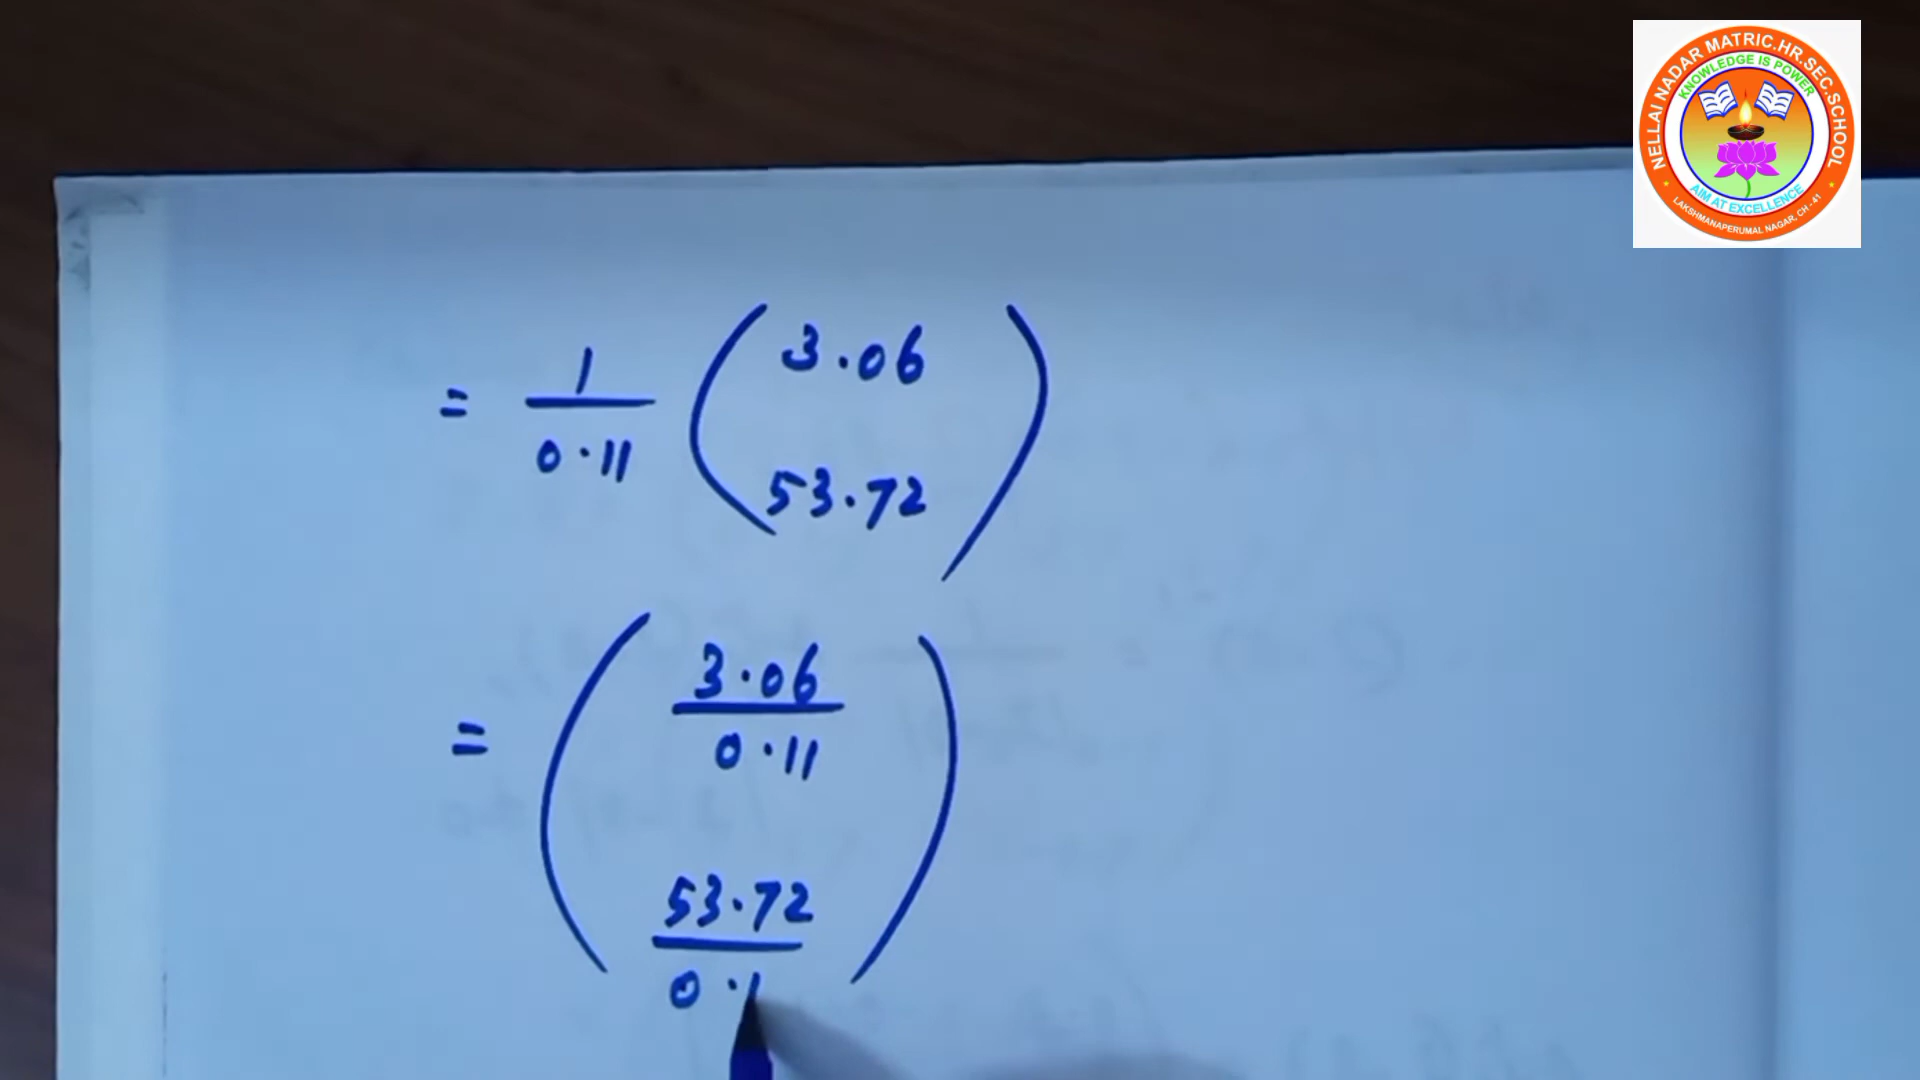 NELLAI NADAR MATRIC.HR.SEC.SCHOOL
KNOWLEDGE IS POWER
AIM AT EXCELLENCE
LAKSHMANAPERUMAL NAGAR, CH - 41
= 1/0.11 ( 3.06
53.72 )
= ( 3.06/0.11
53.72/0.1 )